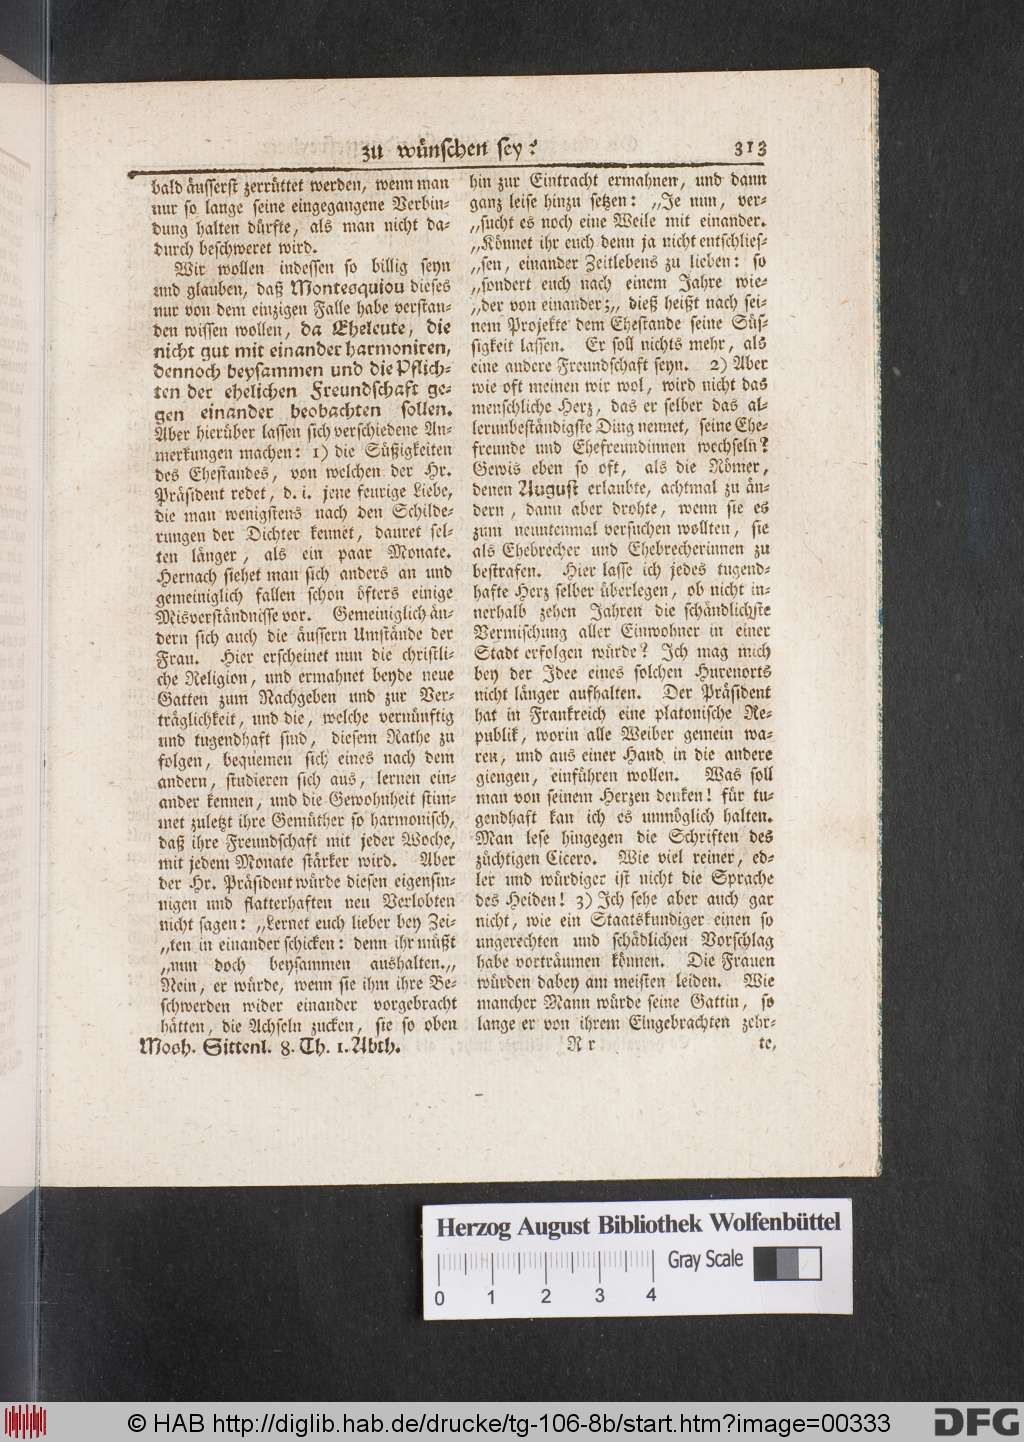 zu wünschen sey?
313
bald äusserst zerrüttet werden, wenn man
nur so lange seine eingegangene Verbin-
dung halten dürfte, als man nicht da-
durch beschweret wird.
Wir wollen indessen so billig seyn
und glauben, daß Montesquiou dieses
nur von dem einzigen Falle habe verstan-
den wissen wollen, da Eheleute, die
nicht gut mit einander harmoniren,
dennoch beysammen und die Pflich-
ten der ehelichen Freundschaft ge-
gen einander beobachten sollen.
Aber hierüber lassen sich verschiedene An-
merkungen machen: 1) die Süßigkeiten
des Ehestandes, von welchen der Hr.
Präsident redet, d. i. jene feurige Liebe,
die man wenigstens nach den Schilde-
rungen der Dichter kennet, dauret sel-
ten länger, als ein paar Monate.
Hernach siehet man sich anders an und
gemeiniglich fallen schon öfters einige
Misverständnisse vor. Gemeiniglich än-
dern sich auch die äussern Umstände der
Frau. Hier erscheinet nun die christli-
che Religion, und ermahnet beyde neue
Gatten zum Nachgeben und zur Ver-
träglichkeit, und die, welche vernünftig
und tugendhaft sind, diesem Rathe zu
folgen, bequemen sich eines nach dem
andern, studieren sich aus, lernen ein-
ander kennen, und die Gewohnheit stim-
met zuletzt ihre Gemüther so harmonisch,
daß ihre Freundschaft mit jeder Woche,
mit jedem Monate stärker wird. Aber
der Hr. Präsident würde diesen eigensin-
nigen und flatterhaften neu Verlobten
nicht sagen: „Lernet euch lieber bey Zei-
„ten in einander schicken: denn ihr müßt
„nun doch beysammen aushalten.„
Nein, er würde, wenn sie ihm ihre Be-
schwerden wider einander vorgebracht
hätten, die Achseln zucken, sie so oben
Mosh. Sittenl. 8. Th. 1. Abth.
hin zur Eintracht ermahnen, und dann
ganz leise hinzu setzen: „Je nun, ver-
„sucht es noch eine Weile mit einander.
„Könnet ihr euch denn ja nicht entschlies-
„sen, einander Zeitlebens zu lieben: so
„sondert euch nach einem Jahre wie-
„der von einander;„ dieß heißt nach sei-
nem Projekte dem Ehestande seine Süs-
sigkeit lassen. Er soll nichts mehr, als
eine andere Freundschaft seyn. 2) Aber
wie oft meinen wir wol, wird nicht das
menschliche Herz, das er selber das al-
lerunbeständigste Ding nennet, seine Ehe-
freunde und Ehefreundinnen wechseln?
Gewis eben so oft, als die Römer,
denen August erlaubte, achtmal zu än-
dern, dann aber drohte, wenn sie es
zum neuntenmal versuchen wollten, sie
als Ehebrecher und Ehebrecherinnen zu
bestrafen. Hier lasse ich jedes tugend-
hafte Herz selber überlegen, ob nicht in-
nerhalb zehen Jahren die schändlichste
Vermischung aller Einwohner in einer
Stadt erfolgen würde? Ich mag mich
bey der Idee eines solchen Hurenorts
nicht länger aufhalten. Der Präsident
hat in Frankreich eine platonische Re-
publik, worin alle Weiber gemein wa-
ren, und aus einer Hand in die andere
giengen, einführen wollen. Was soll
man von seinem Herzen denken! für tu-
gendhaft kan ich es unmöglich halten.
Man lese hingegen die Schriften des
züchtigen Cicero. Wie viel reiner, ed-
ler und würdiger ist nicht die Sprache
des Heiden! 3) Ich sehe aber auch gar
nicht, wie ein Staatskundiger einen so
ungerechten und schädlichen Vorschlag
habe vorträumen können. Die Frauen
würden dabey am meisten leiden. Wie
mancher Mann würde seine Gattin, so
lange er von ihrem Eingebrachten zehr-
R r
te,
Herzog August Bibliothek Wolfenbüttel
Gray Scale
0 1 2 3 4
© HAB http://diglib.hab.de/drucke/tg-106-8b/start.htm?image=00333
DFG